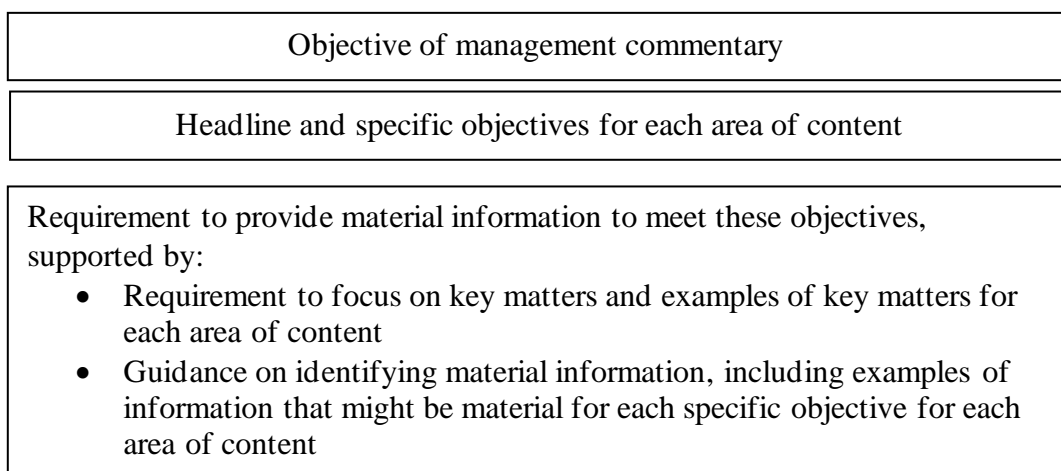 Objective of management commentary
Headline and specific objectives for each area of content
Requirement to provide material information to meet these objectives,
supported by:
• Requirement to focus on key matters and examples of key matters for
each area of content
• Guidance on identifying material information, including examples of
information that might be material for each specific objective for each
area of content